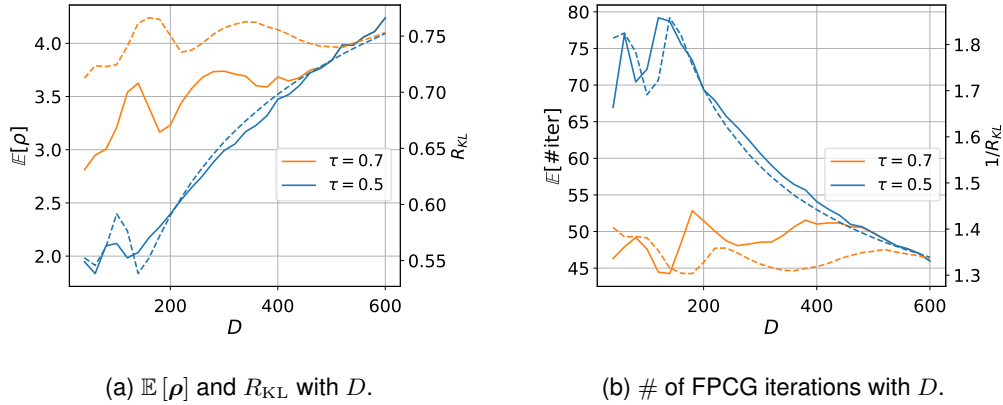 4.0
3.5
3.0
2.5
2.0
𝔼[ρ]
0.75
0.70
0.65
0.60
0.55
R_KL
200
400
600
D
τ = 0.7
τ = 0.5
80
75
70
65
60
55
50
45
𝔼[#iter]
1.8
1.7
1.6
1.5
1.4
1.3
1/R_KL
200
400
600
D
τ = 0.7
τ = 0.5
(a) 𝔼 [ρ] and R_KL with D.
(b) # of FPCG iterations with D.